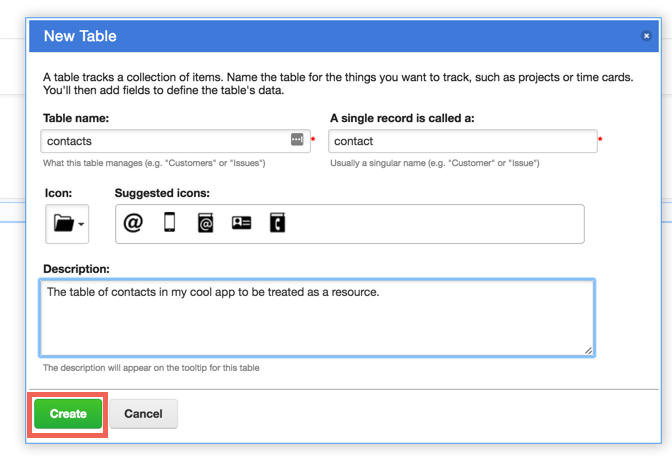 New Table
A table tracks a collection of items. Name the table for the things you want to track, such as projects or time cards.
You'll then add fields to define the table's data.
Table name: A single record is called a:
contacts * contact *
What this table manages (e.g. "Customers" or "Issues") Usually a singular name (e.g. "Customer" or "Issue")
Icon: Suggested icons:
@
Description:
The table of contacts in my cool app to be treated as a resource.
The description will appear on the tooltip for this table
Create Cancel